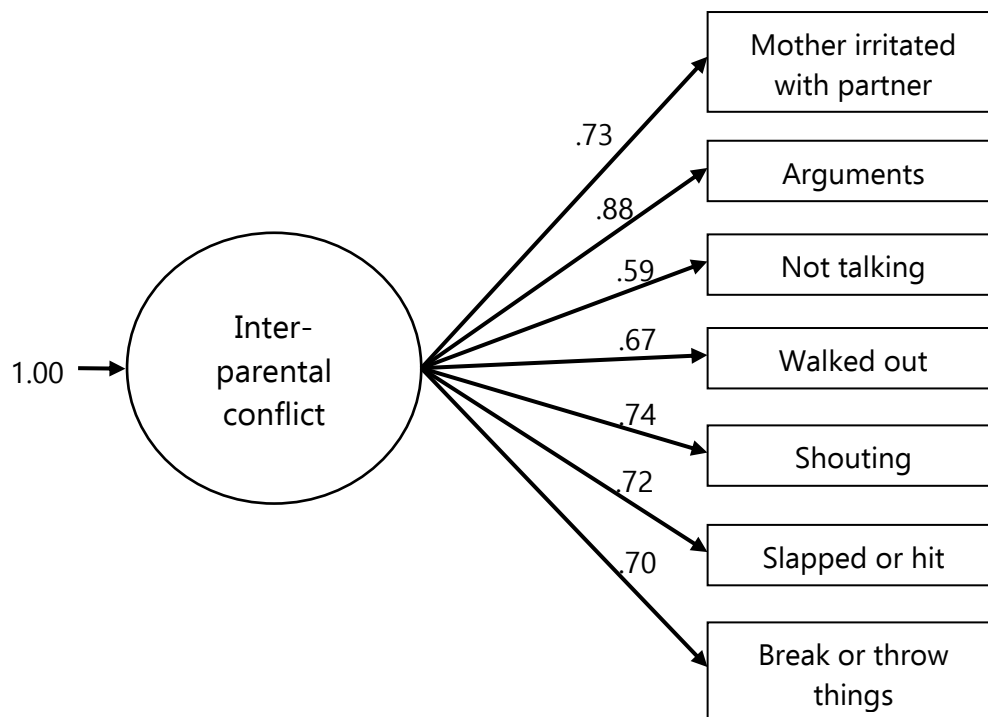 Mother irritated
with partner
.73
Arguments
.88
Not talking
.59
Inter-
parental
conflict
1.00
.67
Walked out
.74
Shouting
.72
Slapped or hit
.70
Break or throw
things